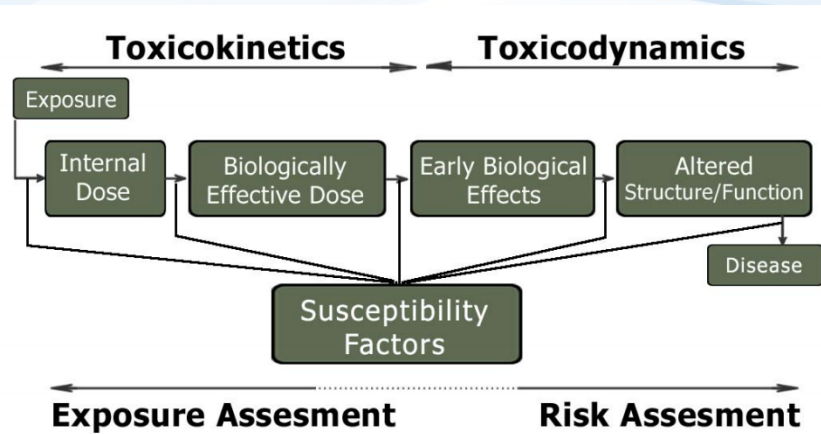 Toxicokinetics
Toxicodynamics
Exposure
Internal
Dose
Biologically
Effective Dose
Early Biological
Effects
Altered
Structure/Function
Disease
Susceptibility
Factors
Exposure Assesment
Risk Assesment